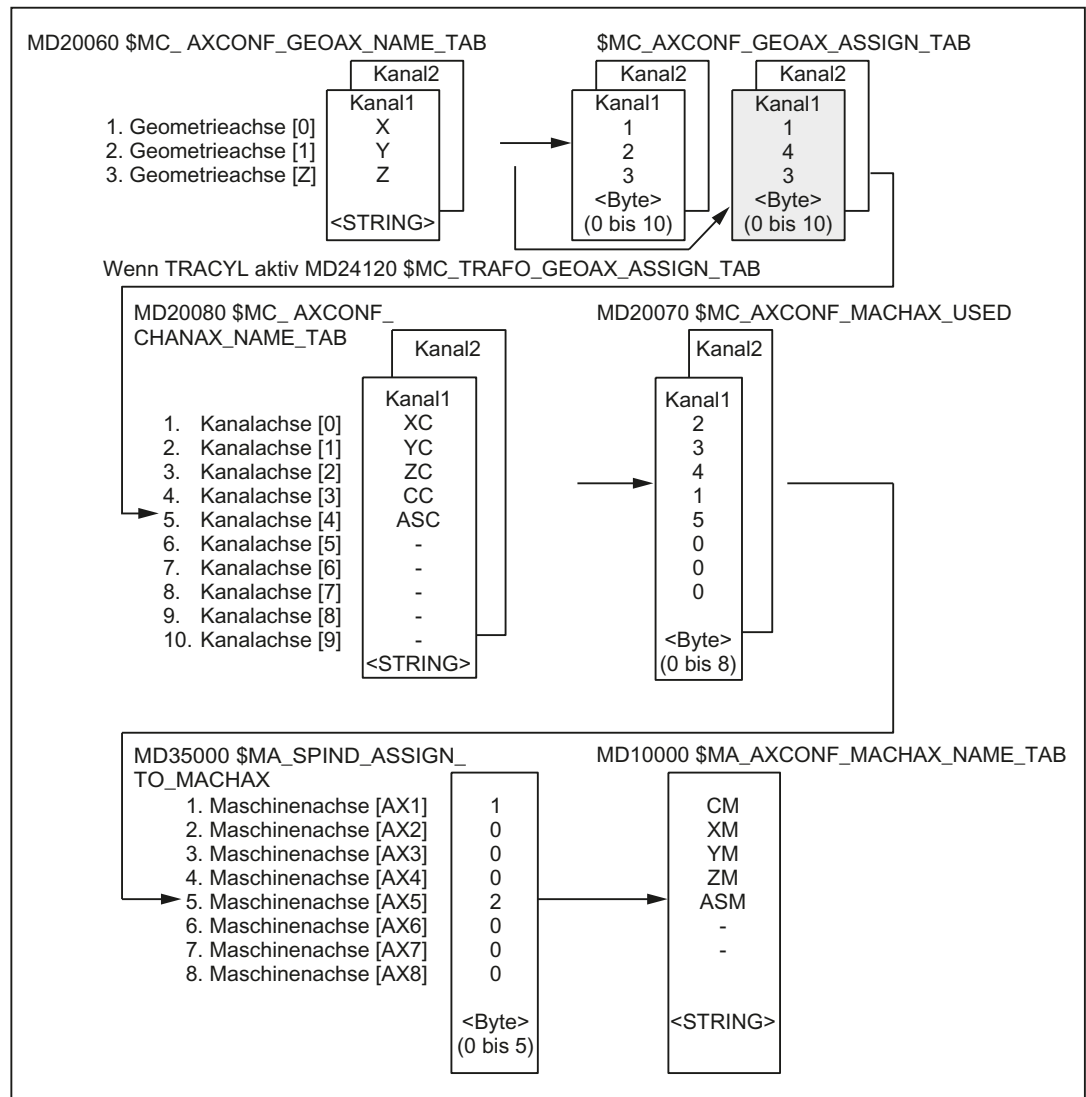 MD20060 $MC_ AXCONF_GEOAX_NAME_TAB
$MC_AXCONF_GEOAX_ASSIGN_TAB
Kanal2
Kanal1
1. Geometrieachse [0] X
2. Geometrieachse [1] Y
3. Geometrieachse [Z] Z
<STRING>
Kanal2
Kanal1
1
2
3
<Byte>
(0 bis 10)
Kanal2
Kanal1
1
4
3
<Byte>
(0 bis 10)
Wenn TRACYL aktiv MD24120 $MC_TRAFO_GEOAX_ASSIGN_TAB
MD20080 $MC_ AXCONF_
CHANAX_NAME_TAB
Kanal2
Kanal1
1. Kanalachse [0] XC
2. Kanalachse [1] YC
3. Kanalachse [2] ZC
4. Kanalachse [3] CC
5. Kanalachse [4] ASC
6. Kanalachse [5] -
7. Kanalachse [6] -
8. Kanalachse [7] -
9. Kanalachse [8] -
10. Kanalachse [9] -
<STRING>
MD20070 $MC_AXCONF_MACHAX_USED
Kanal2
Kanal1
2
3
4
1
5
0
0
0
<Byte>
(0 bis 8)
MD35000 $MA_SPIND_ASSIGN_
TO_MACHAX
1. Maschinenachse [AX1] 1
2. Maschinenachse [AX2] 0
3. Maschinenachse [AX3] 0
4. Maschinenachse [AX4] 0
5. Maschinenachse [AX5] 2
6. Maschinenachse [AX6] 0
7. Maschinenachse [AX7] 0
8. Maschinenachse [AX8] 0
<Byte>
(0 bis 5)
MD10000 $MA_AXCONF_MACHAX_NAME_TAB
CM
XM
YM
ZM
ASM
-
-
<STRING>